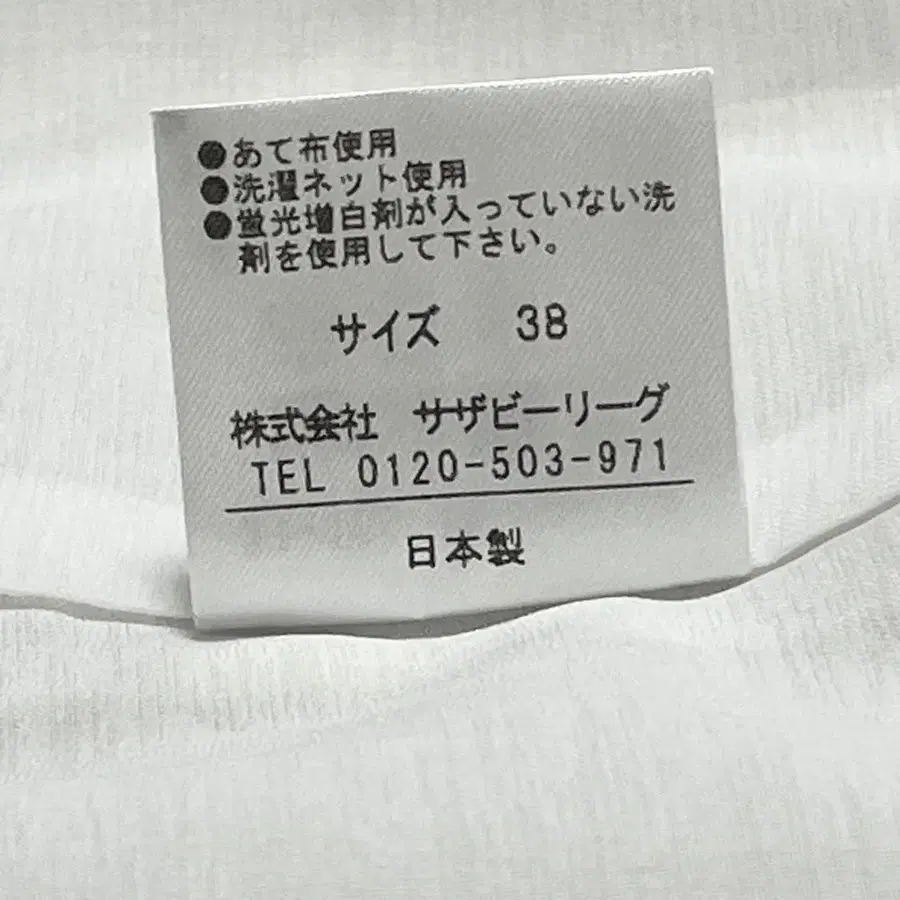 ●あて布使用
●洗濯ネット使用
●蛍光増白剤が入っていない洗
剤を使用して下さい。
サイズ 38
株式会社 サザビーリーグ
TEL 0120-503-971
日本製